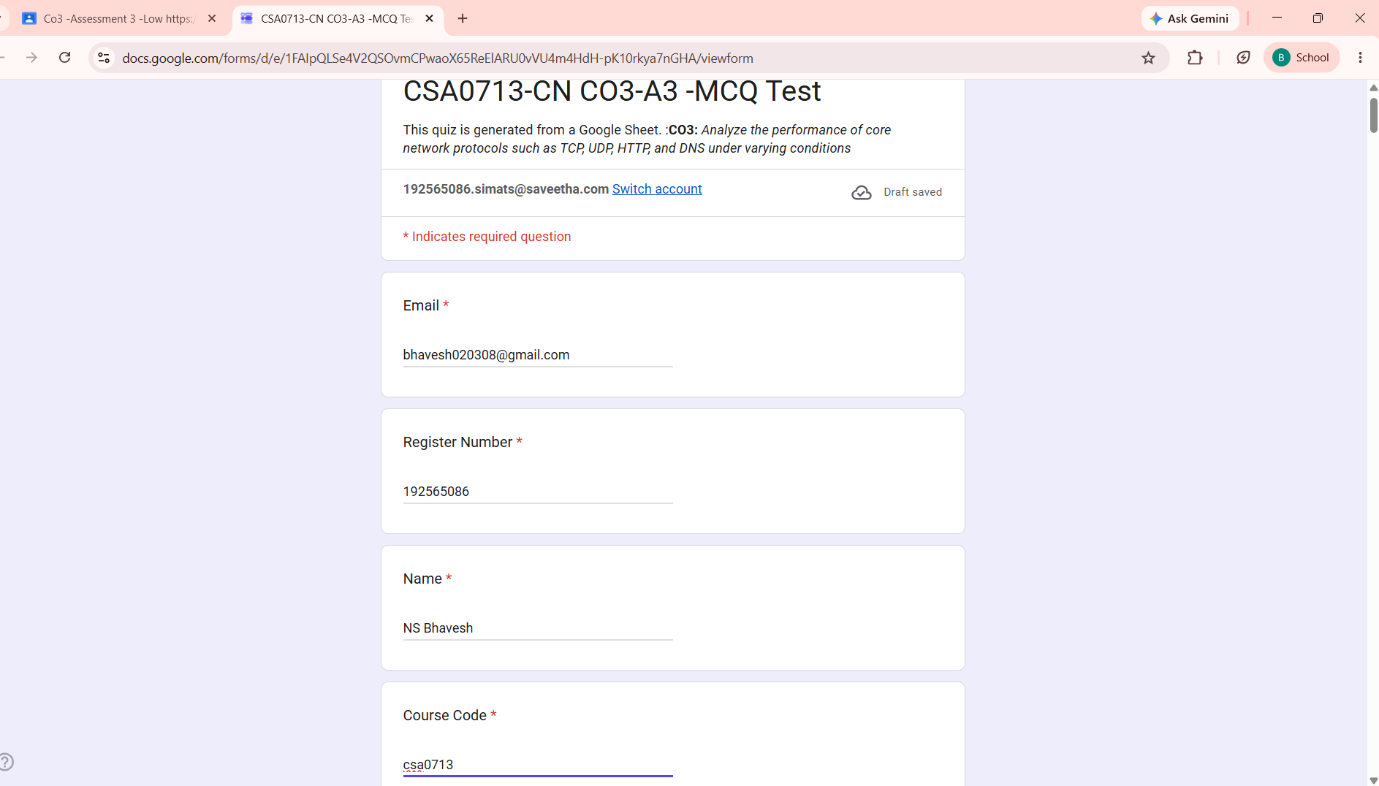 Co3 -Assessment 3 -Low https:
CSA0713-CN CO3-A3 -MCQ Te
Ask Gemini
docs.google.com/forms/d/e/1FAIpQLSe4V2QSOvmCPwaoX65ReElARU0vVU4m4HdH-pK10rkya7nGHA/viewform
B School
CSA0713-CN CO3-A3 -MCQ Test
This quiz is generated from a Google Sheet. :CO3: Analyze the performance of core
network protocols such as TCP, UDP, HTTP, and DNS under varying conditions
192565086.simats@saveetha.com Switch account
Draft saved
* Indicates required question
Email *
bhavesh020308@gmail.com
Register Number *
192565086
Name *
NS Bhavesh
Course Code *
csa0713